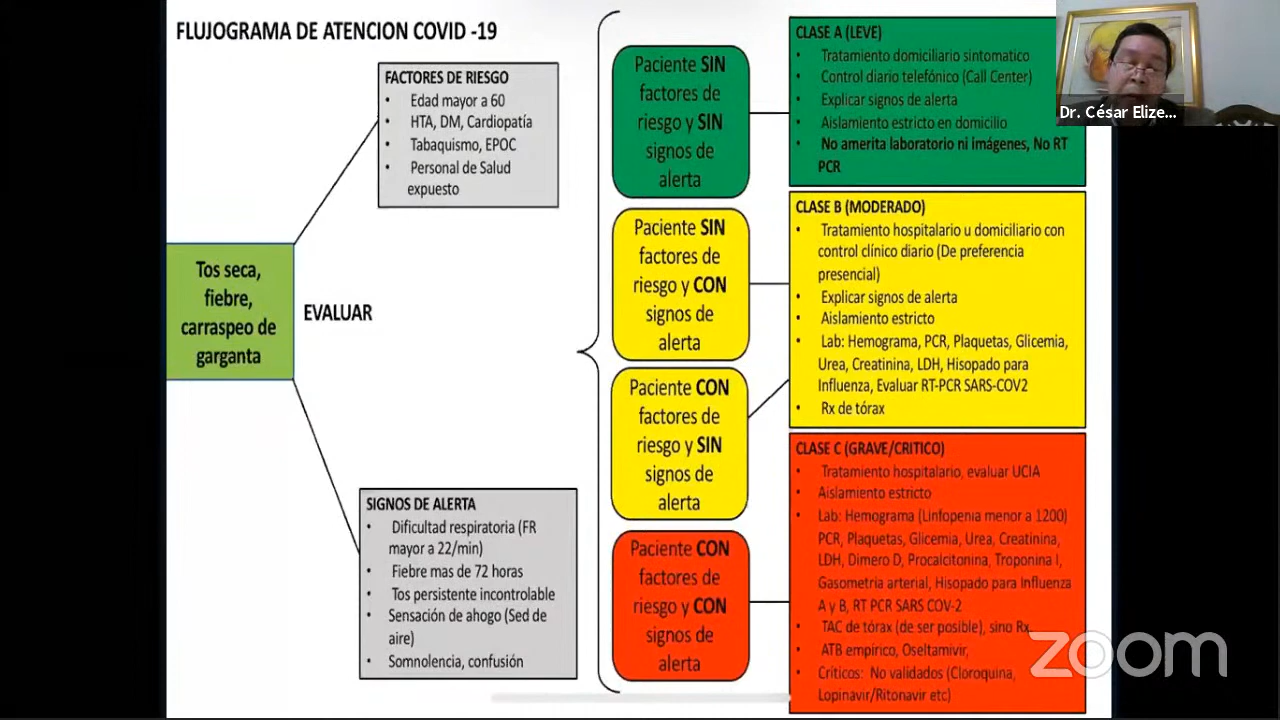 FLUJOGRAMA DE ATENCION COVID -19
FACTORES DE RIESGO
• Edad mayor a 60
• HTA, DM, Cardiopatía
• Tabaquismo, EPOC
• Personal de Salud
expuesto
Tos seca,
fiebre,
carraspeo de
garganta
EVALUAR
SIGNOS DE ALERTA
• Dificultad respiratoria (FR
mayor a 22/min)
• Fiebre mas de 72 horas
• Tos persistente incontrolable
• Sensación de ahogo (Sed de
aire)
• Somnolencia, confusión
Paciente SIN
factores de
riesgo y SIN
signos de
alerta
Paciente SIN
factores de
riesgo y CON
signos de
alerta
Paciente CON
factores de
riesgo y SIN
signos de
alerta
Paciente CON
factores de
riesgo y CON
signos de
alerta
CLASE A (LEVE)
• Tratamiento domiciliario sintomatico
• Control diario telefónico (Call Center)
• Explicar signos de alerta
• Aislamiento estricto en domicilio
• No amerita laboratorio ni imágenes, No RT
PCR
CLASE B (MODERADO)
• Tratamiento hospitalario u domiciliario con
control clínico diario (De preferencia
presencial)
• Explicar signos de alerta
• Aislamiento estricto
• Lab: Hemograma, PCR, Plaquetas, Glicemia,
Urea, Creatinina, LDH, Hisopado para
Influenza, Evaluar RT-PCR SARS-COV2
• Rx de tórax
CLASE C (GRAVE/CRITICO)
• Tratamiento hospitalario, evaluar UCIA
• Aislamiento estricto
• Lab: Hemograma (Linfopenia menor a 1200)
PCR, Plaquetas, Glicemia, Urea, Creatinina,
LDH, Dimero D, Procalcitonina, Troponina I,
Gasometria arterial, Hisopado para Influenza
A y B, RT PCR SARS COV-2
• TAC de tórax (de ser posible), sino Rx.
• ATB empírico, Oseltamivir,
• Críticos: No validados (Cloroquina,
Lopinavir/Ritonavir etc)
Dr. César Elize...
zoom